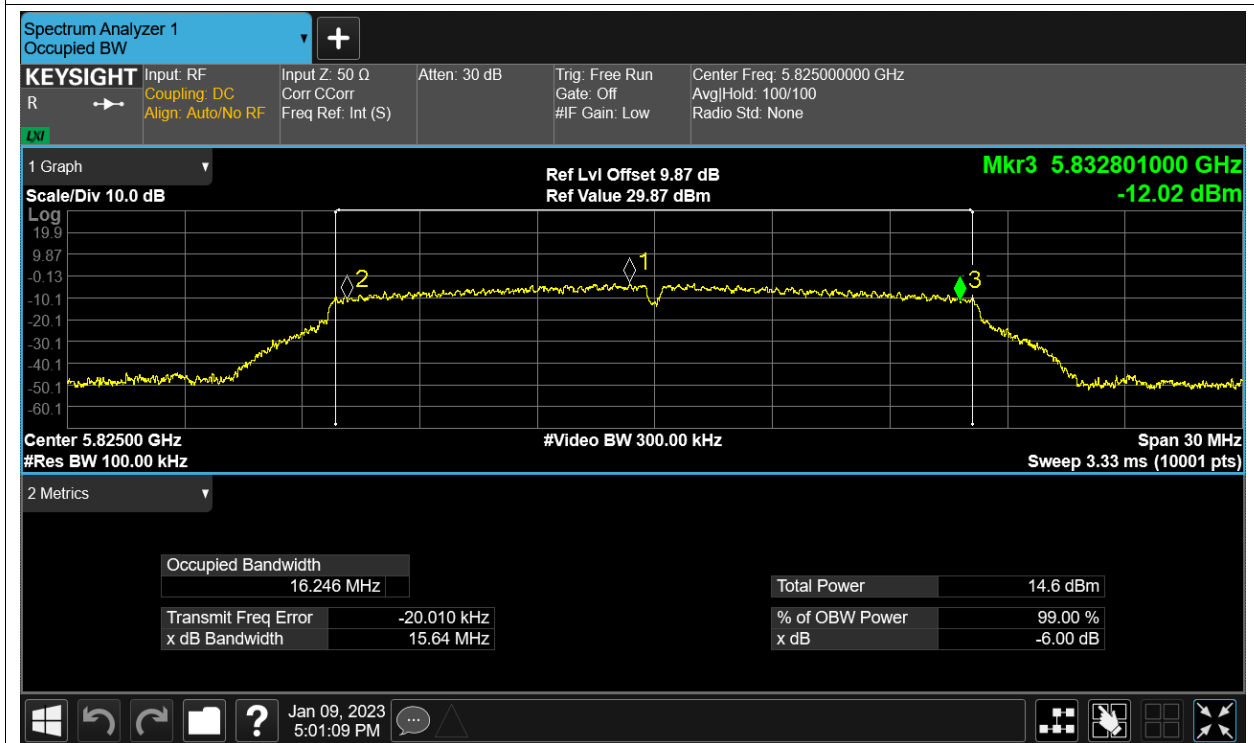 Spectrum Analyzer 1
Occupied BW
+
KEYSIGHT
R
LXI
Input: RF
Coupling: DC
Align: Auto/No RF
Input Z: 50 Ω
Corr CCorr
Freq Ref: Int (S)
Atten: 30 dB
Trig: Free Run
Gate: Off
#IF Gain: Low
Center Freq: 5.825000000 GHz
Avg|Hold: 100/100
Radio Std: None
1 Graph
Scale/Div 10.0 dB
Ref Lvl Offset 9.87 dB
Ref Value 29.87 dBm
Mkr3 5.832801000 GHz
-12.02 dBm
Log
19.9
9.87
-0.13
-10.1
-20.1
-30.1
-40.1
-50.1
-60.1
2
1
3
Center 5.82500 GHz
#Res BW 100.00 kHz
#Video BW 300.00 kHz
Span 30 MHz
Sweep 3.33 ms (10001 pts)
2 Metrics
Occupied Bandwidth
16.246 MHz
Transmit Freq Error -20.010 kHz
x dB Bandwidth 15.64 MHz
Total Power 14.6 dBm
% of OBW Power 99.00 %
x dB -6.00 dB
?
Jan 09, 2023
5:01:09 PM